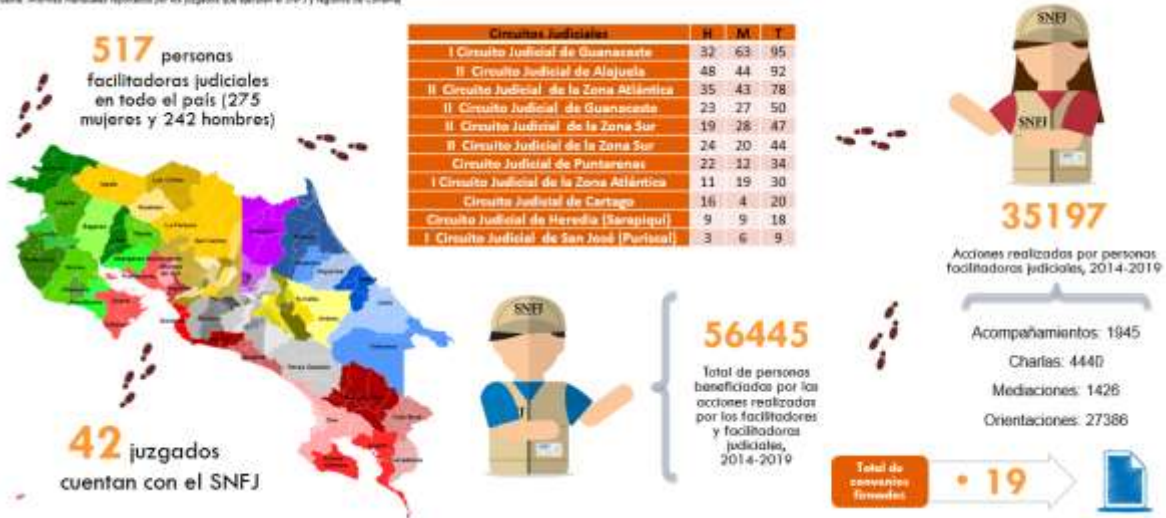 517 personas
facilitadoras judiciales
en todo el país (275
mujeres y 242 hombres)
Circuitos Judiciales H M T
I Circuito Judicial de Guanacaste 32 63 95
II Circuito Judicial de Alajuela 48 44 92
II Circuito Judicial de la Zona Atlántica 35 43 78
II Circuito Judicial de Guanacaste 23 27 50
II Circuito Judicial de la Zona Sur 19 28 47
II Circuito Judicial de la Zona Sur 24 20 44
Circuito Judicial de Puntarenas 22 12 34
I Circuito Judicial de la Zona Atlántica 11 19 30
Circuito Judicial de Cartago 16 4 20
Circuito Judicial de Heredia (Sarapiquí) 9 9 18
I Circuito Judicial de San José (Puriscal) 3 6 9
SNFJ
SNFJ
35197
Acciones realizadas por personas
facilitadoras judiciales, 2014-2019
Acompañamientos: 1945
Charlas: 4440
Mediaciones: 1426
Orientaciones: 27386
SNFJ
56445
Total de personas
beneficiadas por las
acciones realizadas
por los facilitadores
y facilitadoras
judiciales,
2014-2019
42 juzgados
cuentan con el SNFJ
Total de
convenios
firmados
• 19